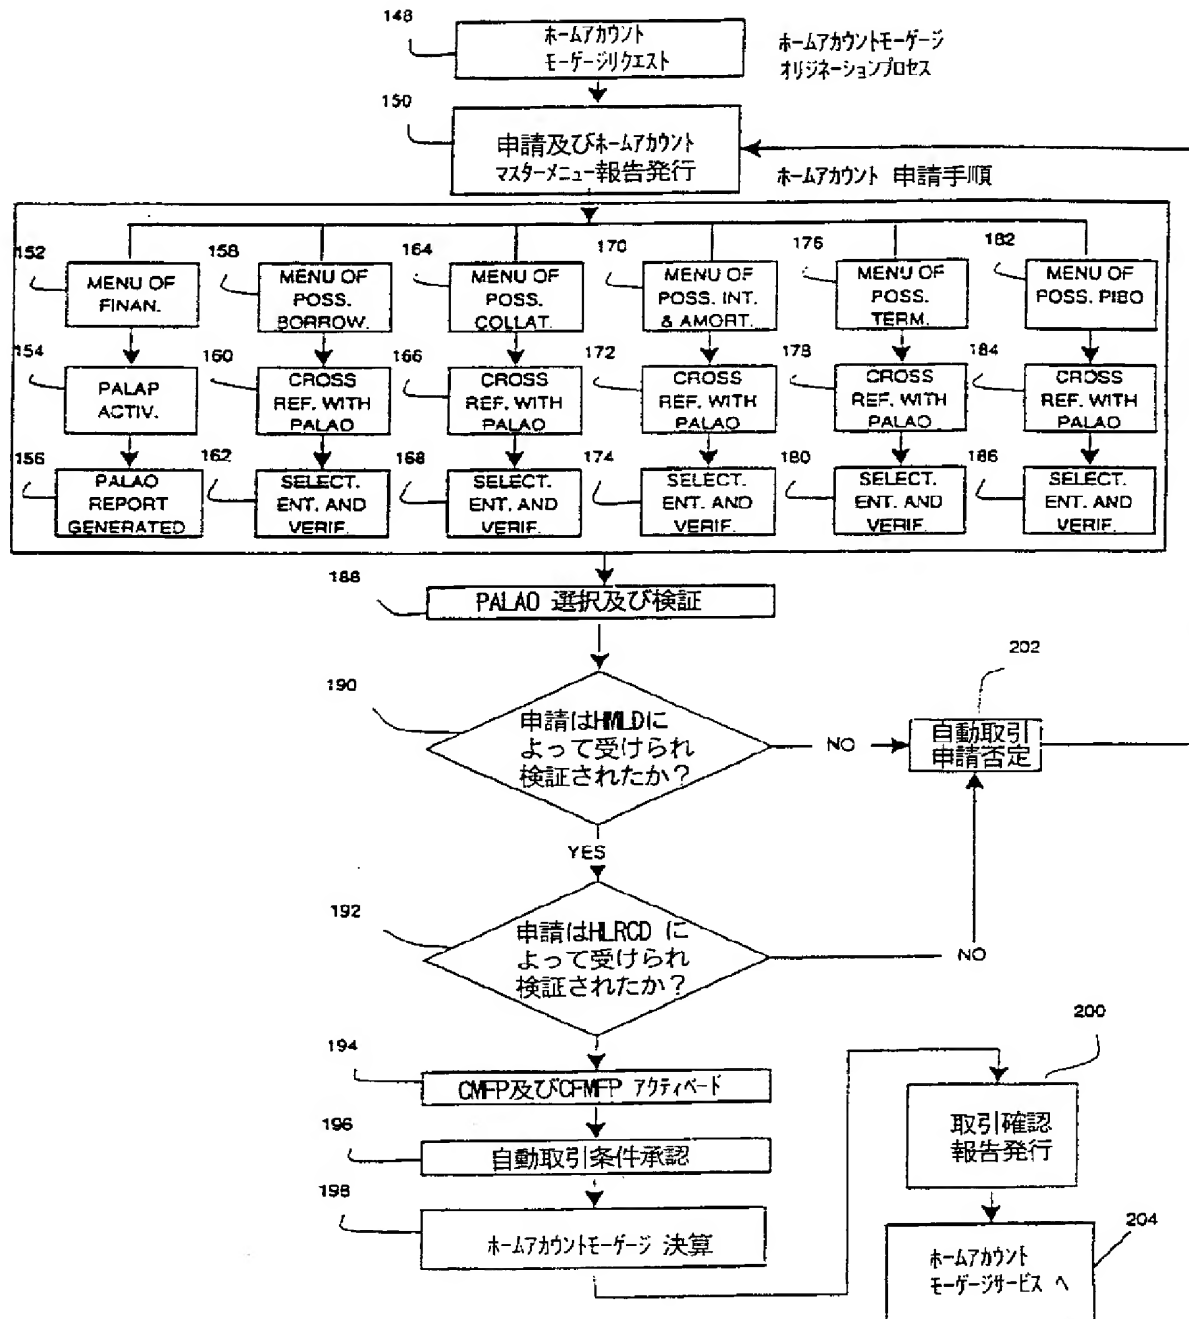 148
ホームアカウント
モーゲージリクエスト
ホームアカウントモーゲージ
オリジネーションプロセス
150
申請及びホームアカウント
マスターメニュー報告発行
ホームアカウント 申請手順
152
MENU OF
FINAN.
158
MENU OF
POSS.
BORROW.
164
MENU OF
POSS.
COLLAT.
170
MENU OF
POSS. INT.
& AMORT.
176
MENU OF
POSS.
TERM.
182
MENU OF
POSS. PIBO
154
PALAP
ACTIV.
160
CROSS
REF. WITH
PALAO
166
CROSS
REF. WITH
PALAO
172
CROSS
REF. WITH
PALAO
178
CROSS
REF. WITH
PALAO
184
CROSS
REF. WITH
PALAO
156
PALAO
REPORT
GENERATED
162
SELECT.
ENT. AND
VERIF.
168
SELECT.
ENT. AND
VERIF.
174
SELECT.
ENT. AND
VERIF.
180
SELECT.
ENT. AND
VERIF.
186
SELECT.
ENT. AND
VERIF.
188
PALAO 選択及び検証
190
申請はHMLDに
よって受けられ
検証されたか？
NO
202
自動取引
申請否定
YES
192
申請はHLRCD に
よって受けられ
検証されたか？
NO
194
CMFP及びCFMFP アクティベード
196
自動取引条件承認
198
ホームアカウントモーゲージ 決算
200
取引確認
報告発行
204
ホームアカウント
モーゲージサービス へ